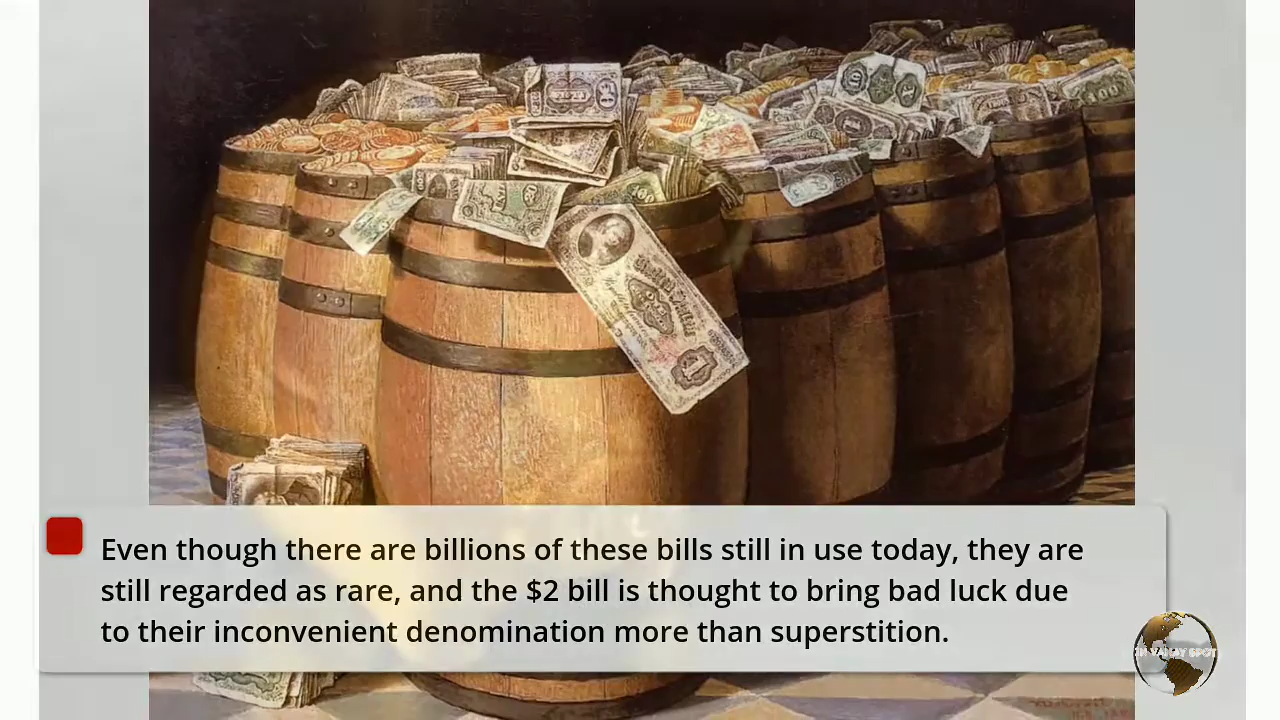 Even though there are billions of these bills still in use today, they are
still regarded as rare, and the $2 bill is thought to bring bad luck due
to their inconvenient denomination more than superstition.